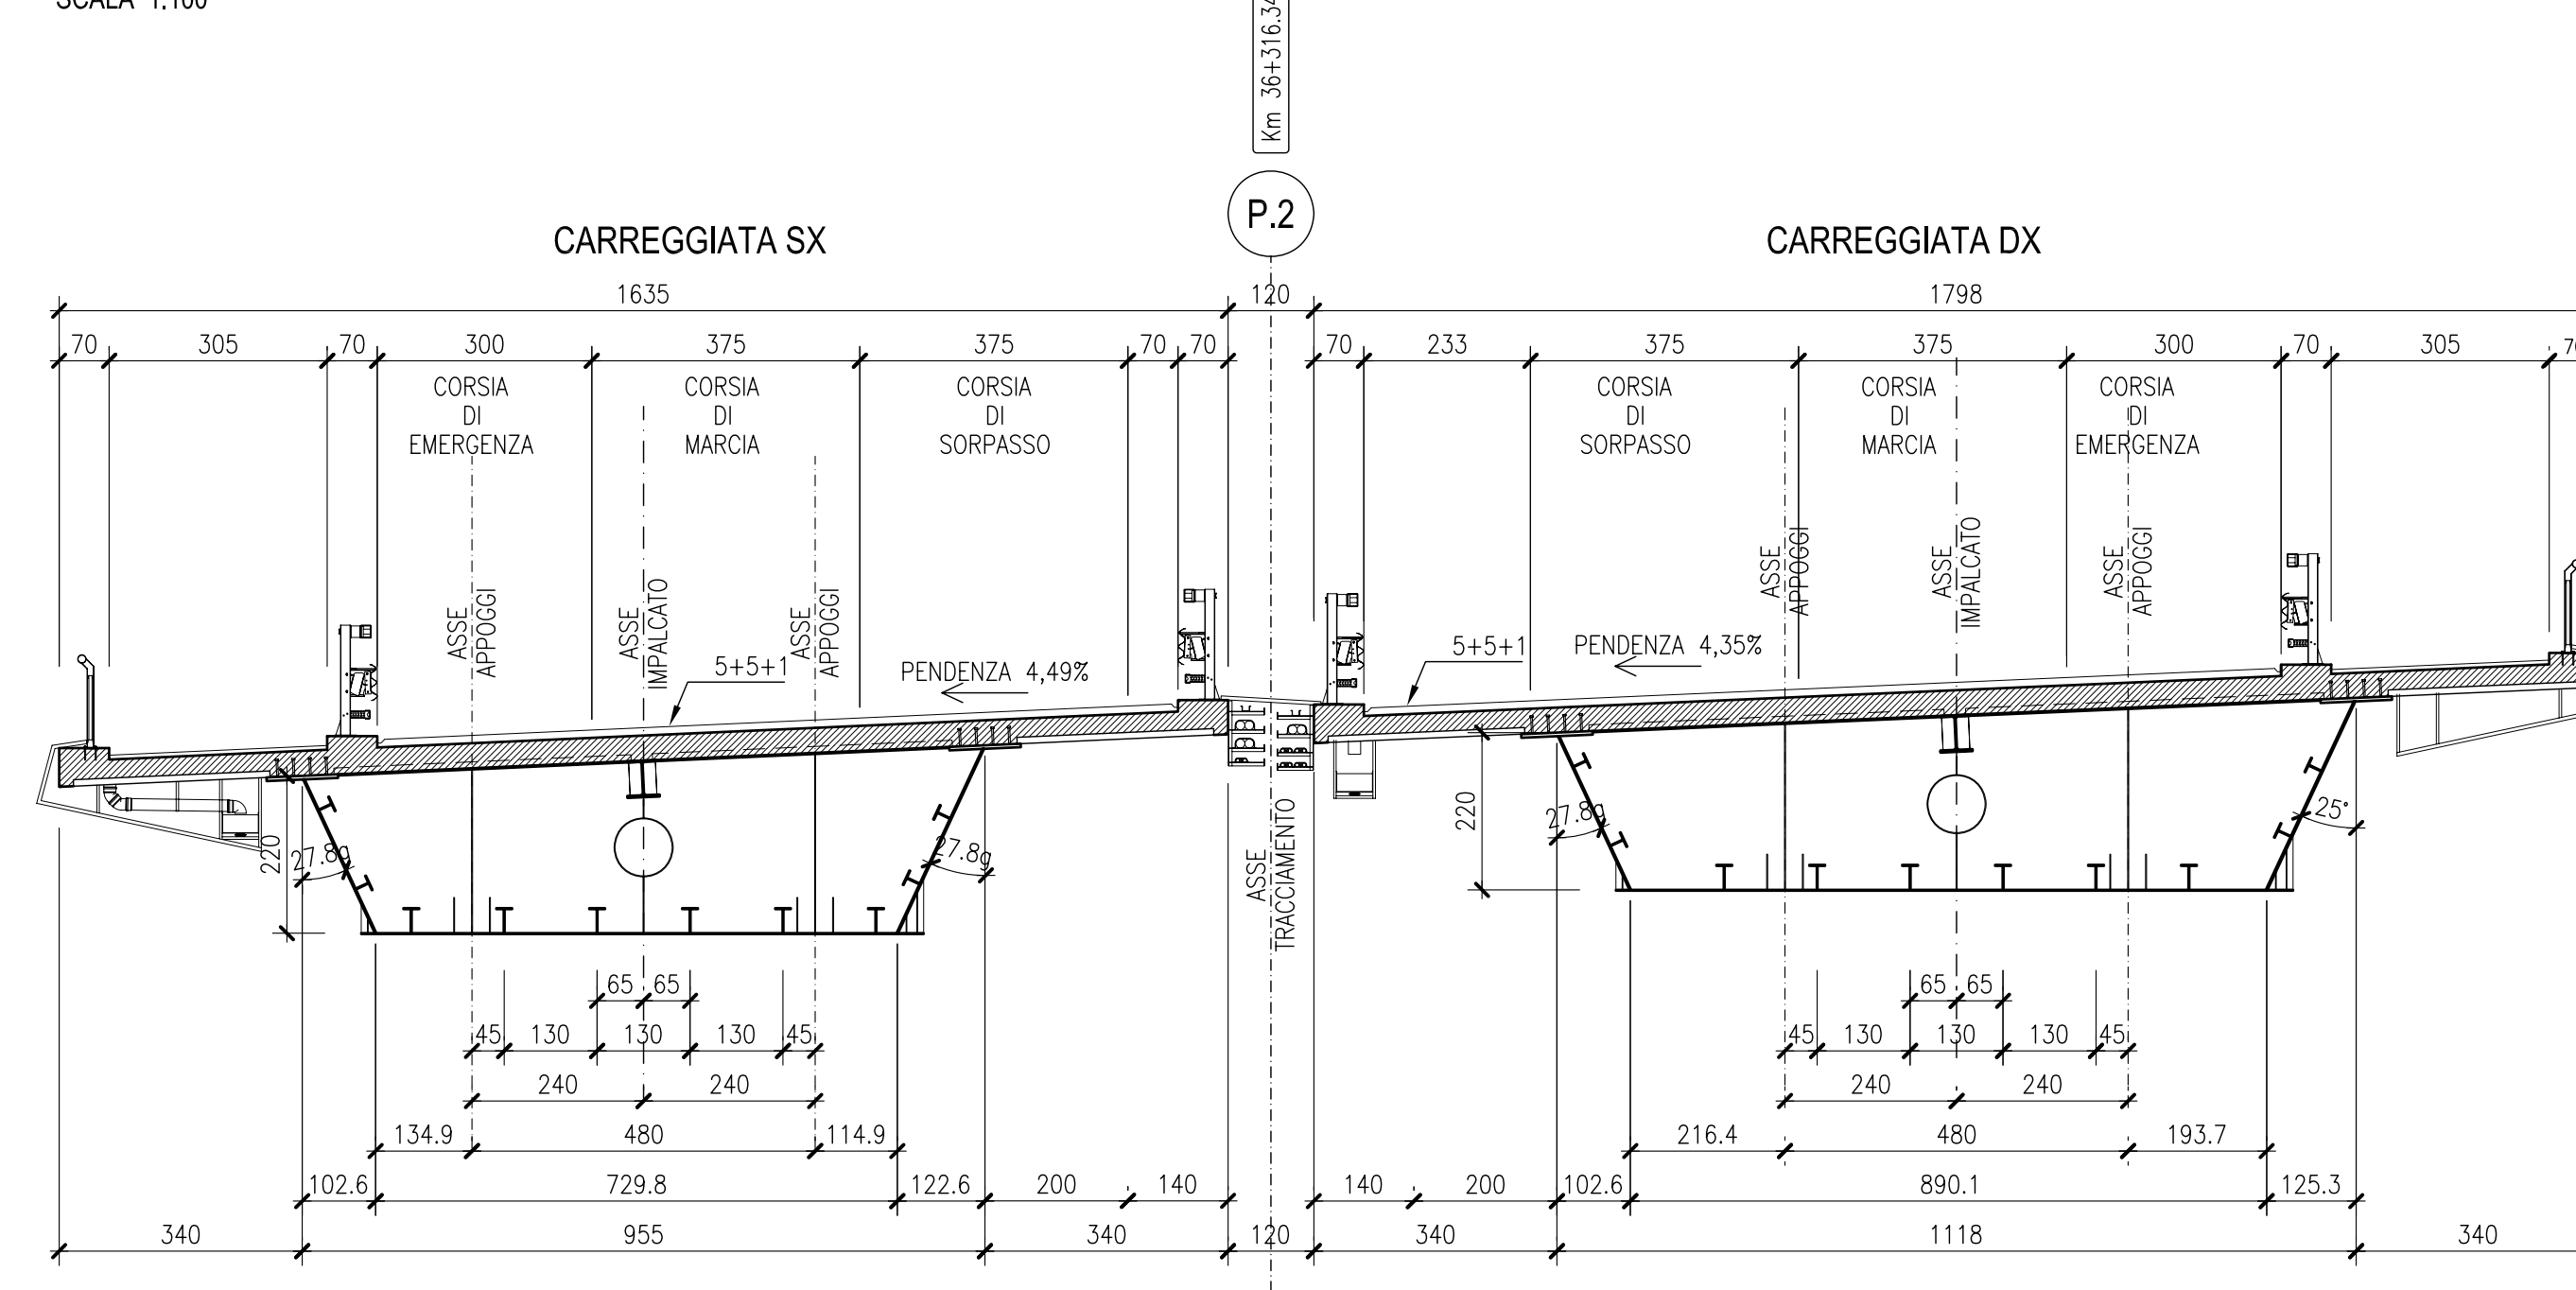 SCALA 1:100
Km 36+316.34
P.2
CARREGGIATA SX
CARREGGIATA DX
1635
120
1798
70
305
70
300
375
375
70
70
70
233
375
375
300
70
305
CORSIA
DI
EMERGENZA
CORSIA
DI
MARCIA
CORSIA
DI
SORPASSO
CORSIA
DI
SORPASSO
CORSIA
DI
MARCIA
CORSIA
DI
EMERGENZA
ASSE
APPOGGI
ASSE
IMPALCATO
ASSE
APPOGGI
ASSE
APPOGGI
ASSE
IMPALCATO
ASSE
APPOGGI
5+5+1
PENDENZA 4,49%
5+5+1
PENDENZA 4,35%
220
27.8g
27.8g
ASSE
TRACCIAMENTO
220
27.8g
25°
65
65
65
65
45
130
130
130
45
45
130
130
130
45
240
240
240
240
134.9
480
114.9
216.4
480
193.7
102.6
729.8
122.6
200
140
140
200
102.6
890.1
125.3
340
955
340
120
340
1118
340